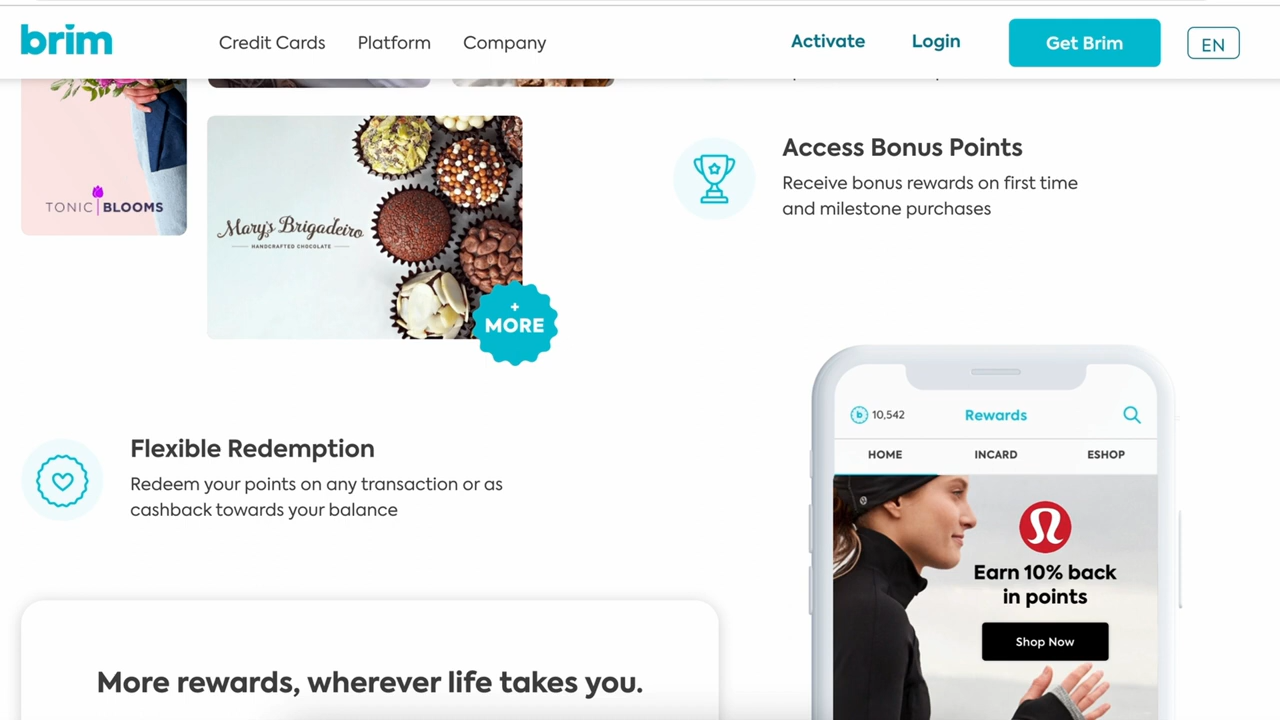 brim
Credit Cards
Platform
Company
Activate
Login
Get Brim
EN
TONIC BLOOMS
Mary's Brigadeiro
HANDCRAFTED CHOCOLATE
+
MORE
Access Bonus Points
Receive bonus rewards on first time
and milestone purchases
Flexible Redemption
Redeem your points on any transaction or as
cashback towards your balance
b 10,542
Rewards
HOME
INCARD
ESHOP
Earn 10% back
in points
Shop Now
More rewards, wherever life takes you.